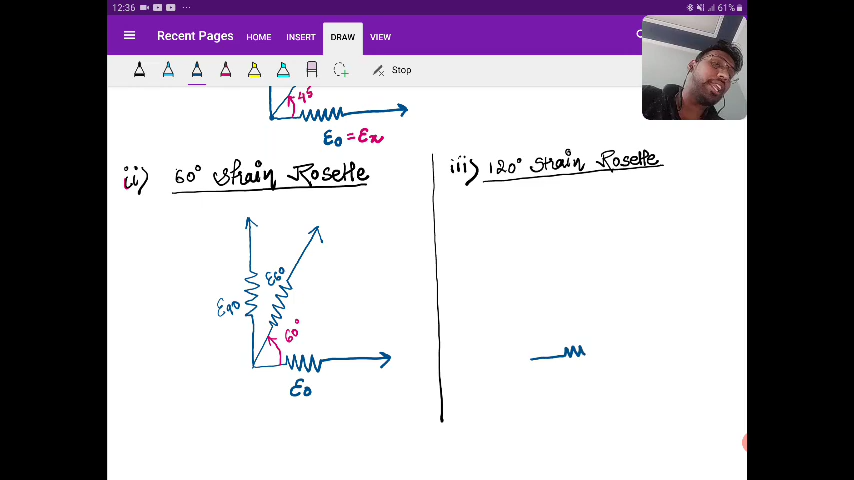 12:36 ... 61%
Recent Pages HOME INSERT DRAW VIEW
Stop
45
ε0 = εx
ii) 60° Strain Rosette
iii) 120° Strain Rosette
ε60
ε90
60°
ε0